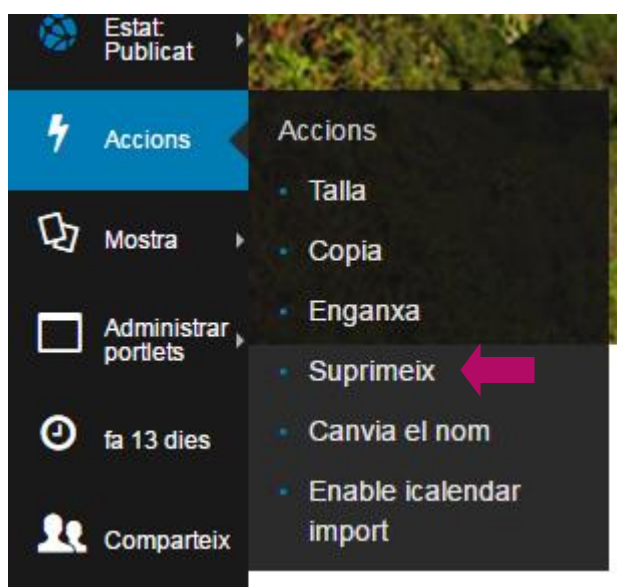 Estat:
Publicat
Accions
Mostra
Administrar
portlets
fa 13 dies
Comparteix
Accions
Talla
Copia
Enganxa
Suprimeix
Canvia el nom
Enable icalendar
import